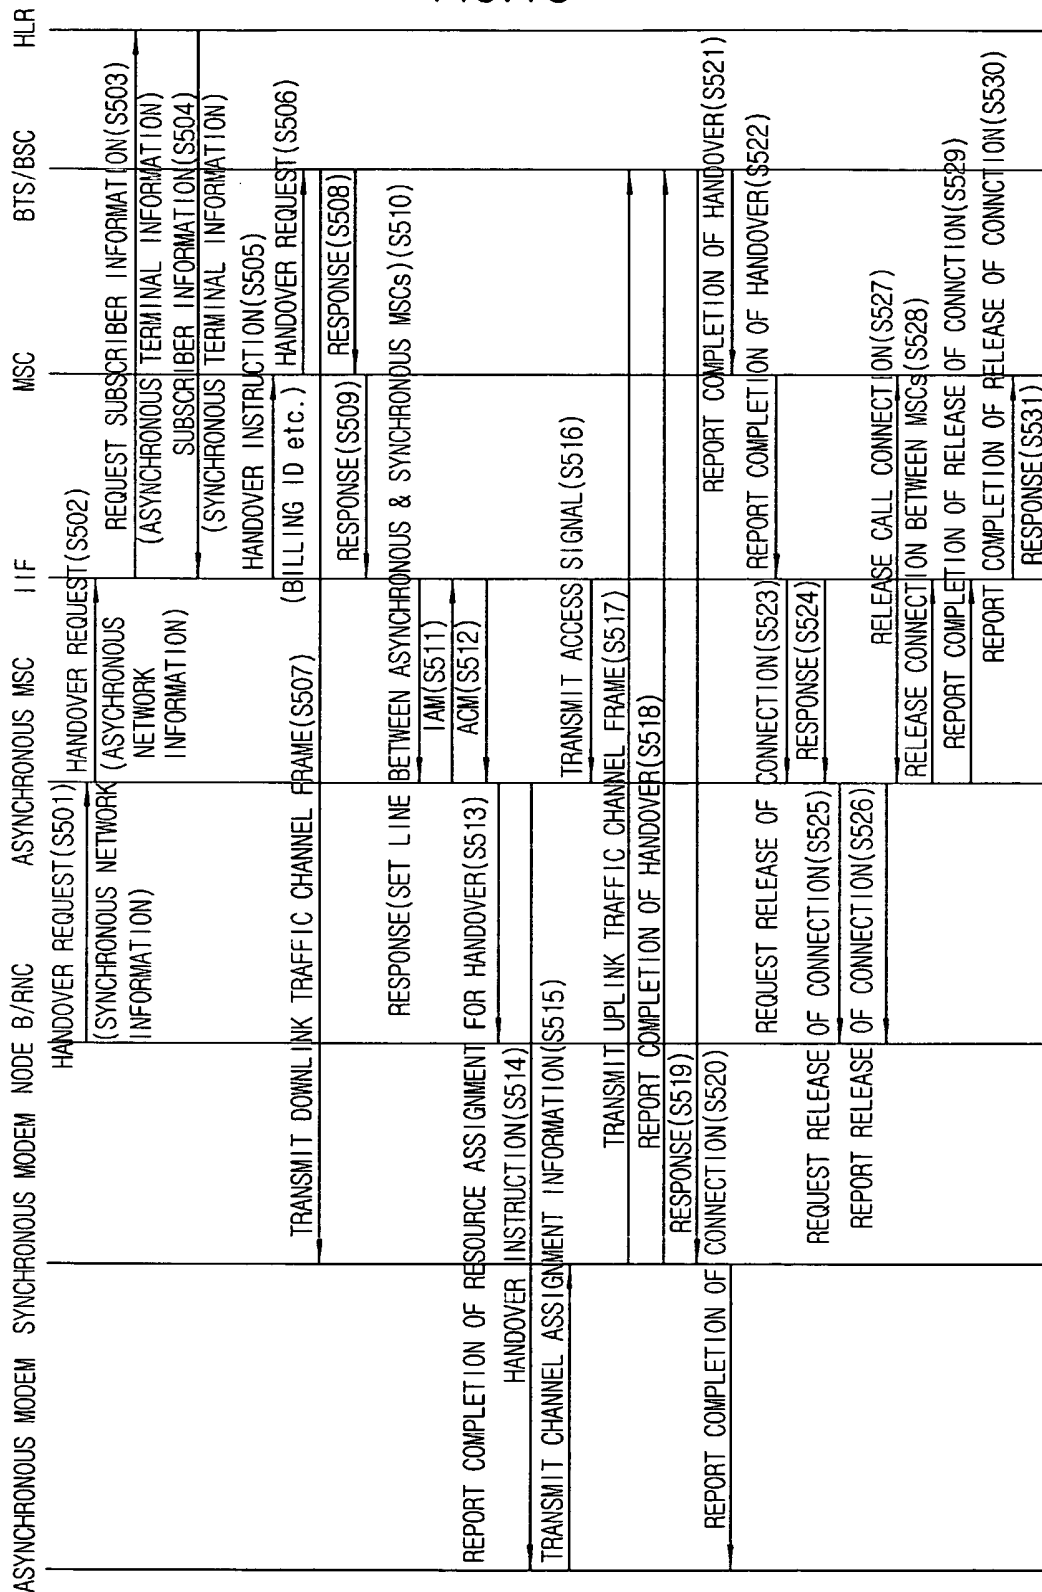 ASYNCHRONOUS MODEM
SYNCHRONOUS MODEM
NODE B/RNC
ASYNCHRONOUS MSC
IIF
MSC
BTS/BSC
HLR
HANDOVER REQUEST(S501)
(SYNCHRONOUS NETWORK
INFORMATION)
HANDOVER REQUEST(S502)
(ASYCHRONOUS
NETWORK
INFORMATION)
REQUEST SUBSCRIBER INFORMATION(S503)
(ASYNCHRONOUS TERMINAL INFORMATION)
SUBSCRIBER INFORMATION(S504)
(SYNCHRONOUS TERMINAL INFORMATION)
HANDOVER INSTRUCTION(S505)
(BILLING ID etc.)
HANDOVER REQUEST(S506)
TRANSMIT DOWNLINK TRAFFIC CHANNEL FRAME(S507)
RESPONSE(S508)
RESPONSE(S509)
RESPONSE(SET LINE BETWEEN ASYNCHRONOUS & SYNCHRONOUS MSCs)(S510)
IAM(S511)
ACM(S512)
REPORT COMPLETION OF RESOURCE ASSIGNMENT FOR HANDOVER(S513)
HANDOVER INSTRUCTION(S514)
TRANSMIT CHANNEL ASSIGNMENT INFORMATION(S515)
TRANSMIT ACCESS SIGNAL(S516)
TRANSMIT UPLINK TRAFFIC CHANNEL FRAME(S517)
REPORT COMPLETION OF HANDOVER(S518)
RESPONSE(S519)
REPORT COMPLETION OF CONNECTION(S520)
REPORT COMPLETION OF HANDOVER(S521)
REPORT COMPLETION OF HANDOVER(S522)
REQUEST RELEASE OF CONNECTION(S523)
RESPONSE(S524)
REQUEST RELEASE OF CONNECTION(S525)
REPORT RELEASE OF CONNECTION(S526)
RELEASE CALL CONNECTION(S527)
RELEASE CONNECTION BETWEEN MSCs(S528)
REPORT COMPLETION OF RELEASE OF CONNCTION(S529)
REPORT COMPLETION OF RELEASE OF CONNCTION(S530)
RESPONSE(S531)